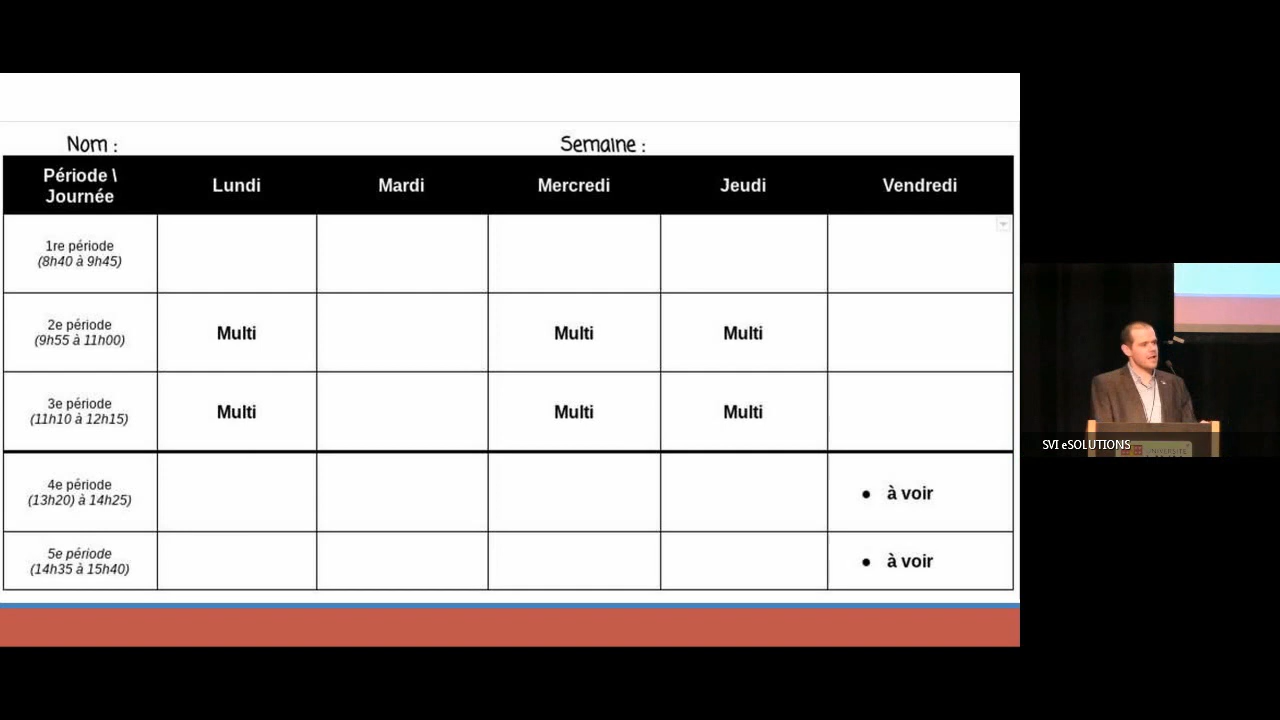 Nom :
Semaine :
Période \
Journée
Lundi
Mardi
Mercredi
Jeudi
Vendredi
1re période
(8h40 à 9h45)
2e période
(9h55 à 11h00)
Multi
Multi
Multi
3e période
(11h10 à 12h15)
Multi
Multi
Multi
4e période
(13h20) à 14h25)
• à voir
5e période
(14h35 à 15h40)
• à voir
SVI eSOLUTIONS
UNIVERSITÉ